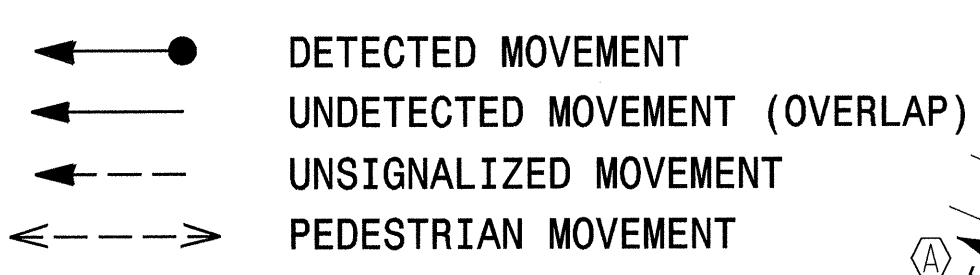 DETECTED MOVEMENT
UNDETECTED MOVEMENT (OVERLAP)
UNSIGNALIZED MOVEMENT
PEDESTRIAN MOVEMENT
A